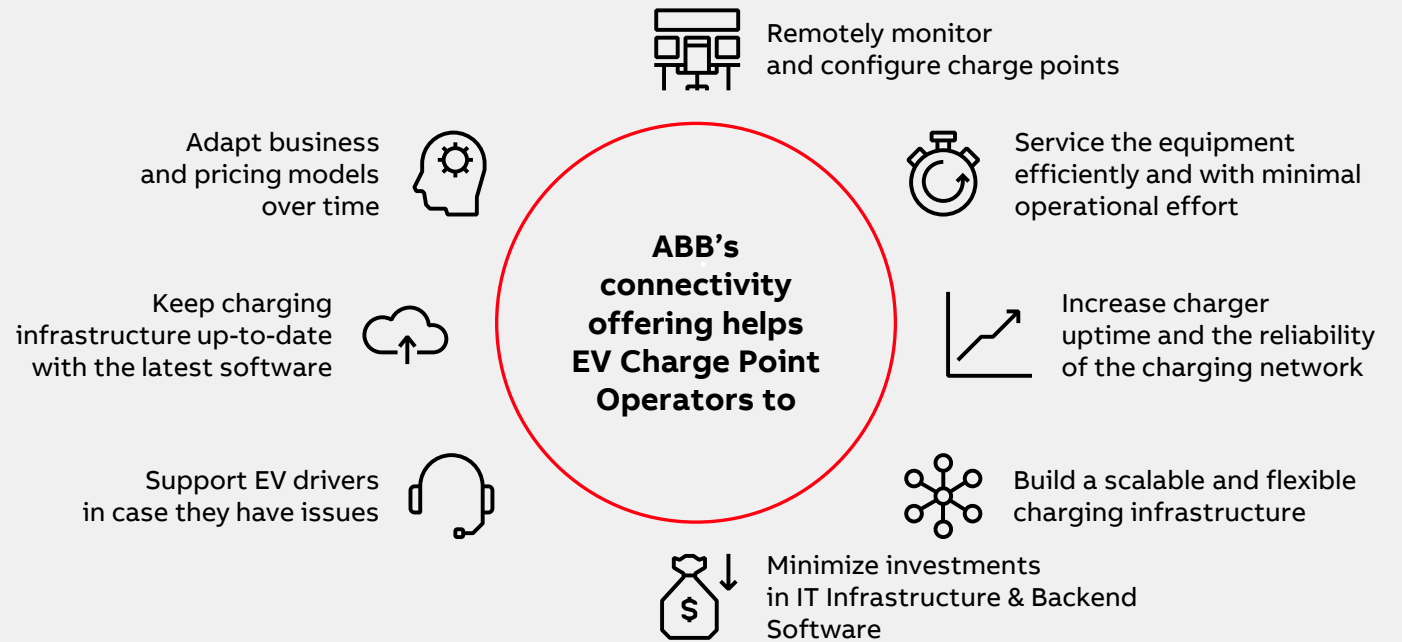 Remotely monitor
and configure charge points
Service the equipment
efficiently and with minimal
operational effort
Increase charger
uptime and the reliability
of the charging network
Build a scalable and flexible
charging infrastructure
Minimize investments
in IT Infrastructure & Backend
Software
$
Support EV drivers
in case they have issues
Keep charging
infrastructure up-to-date
with the latest software
Adapt business
and pricing models
over time
ABB’s
connectivity
offering helps
EV Charge Point
Operators to